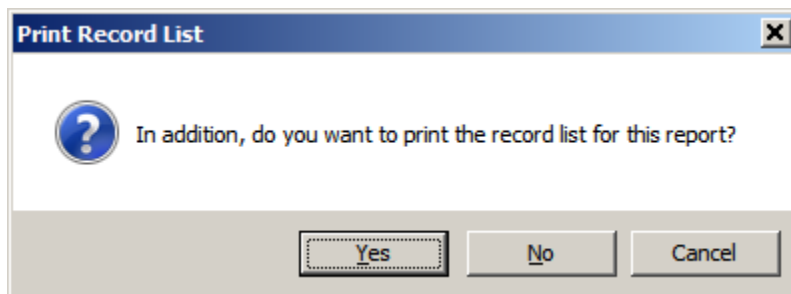 Print Record List
In addition, do you want to print the record list for this report?
Yes No Cancel